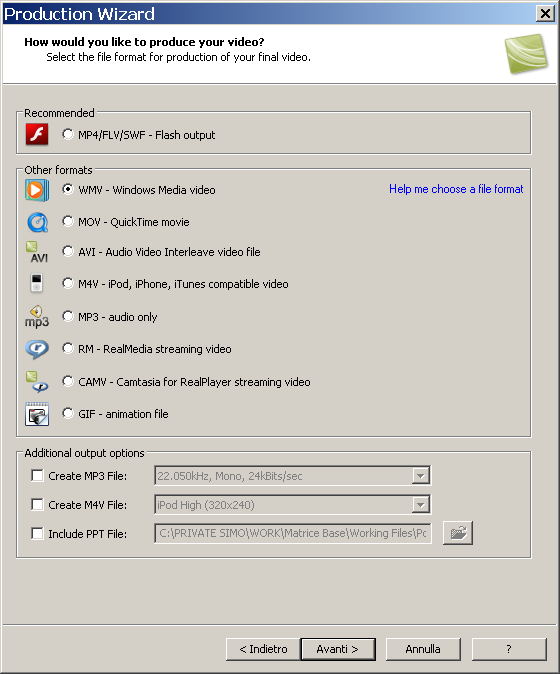 Production Wizard
How would you like to produce your video?
Select the file format for production of your final video.
Recommended
MP4/FLV/SWF - Flash output
Other formats
WMV - Windows Media video
Help me choose a file format
MOV - QuickTime movie
AVI
AVI - Audio Video Interleave video file
M4V - iPod, iPhone, iTunes compatible video
mp3
MP3 - audio only
RM - RealMedia streaming video
CAMV - Camtasia for RealPlayer streaming video
GIF - animation file
Additional output options
Create MP3 File:
22.050kHz, Mono, 24kBits/sec
Create M4V File:
iPod High (320x240)
Include PPT File:
C:\PRIVATE SIMO\WORK\Matrice Base\Working Files\Po
< Indietro
Avanti >
Annulla
?